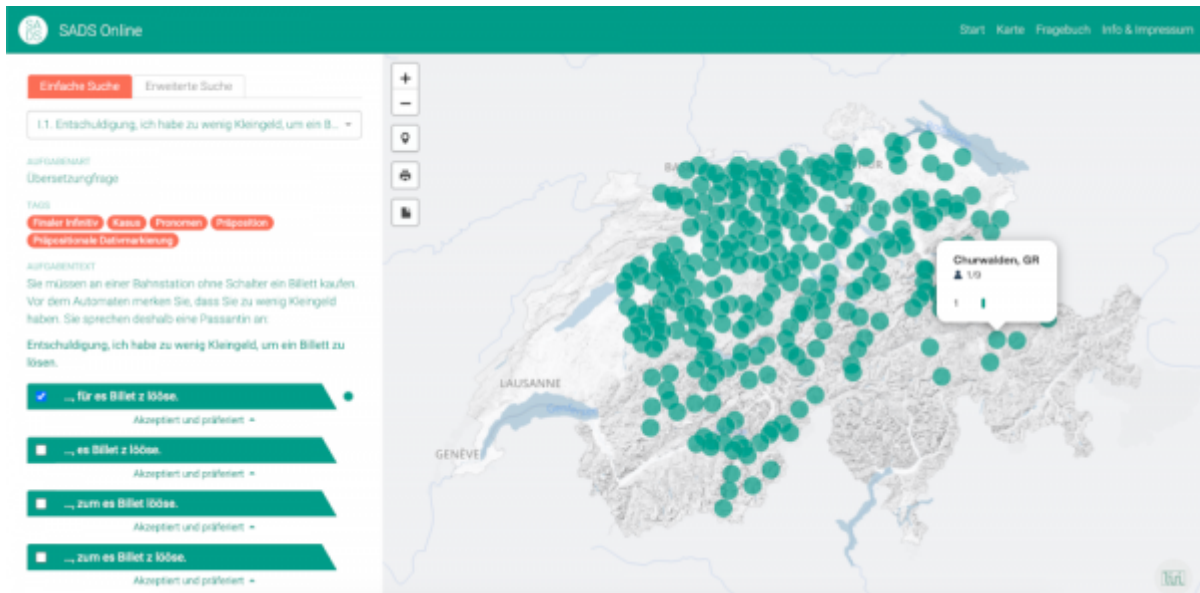 SADS Online
Start Karte Fragebuch Info & Impressum
Einfache Suche Erweiterte Suche
I.1. Entschuldigung, ich habe zu wenig Kleingeld, um ein B...
AUFGABENART
Übersetzungfrage
TAGS
Finaler Infinitiv Kasus Pronomen Präposition
Präpositionale Dativmarkierung
AUFGABENTEXT
Sie müssen an einer Bahnstation ohne Schalter ein Billett kaufen.
Vor dem Automaten merken Sie, dass Sie zu wenig Kleingeld
haben. Sie sprechen deshalb eine Passantin an:
Entschuldigung, ich habe zu wenig Kleingeld, um ein Billett zu
lösen.
..., für es Billet z lööse.
Akzeptiert und präferiert
..., es Billet z lööse.
Akzeptiert und präferiert
..., zum es Billet lööse.
Akzeptiert und präferiert
..., zum es Billet z lööse.
Akzeptiert und präferiert
+
−
Churwalden, GR
1/9
1
LAUSANNE
GENÈVE